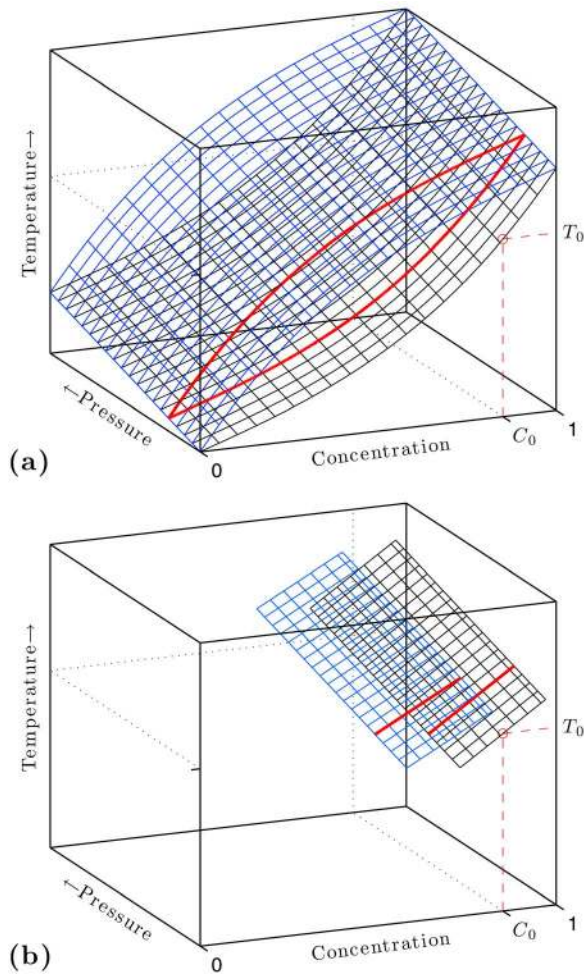 Temperature→
T₀
←Pressure
Concentration
C₀
0
1
(a)
Temperature→
T₀
←Pressure
Concentration
C₀
0
1
(b)